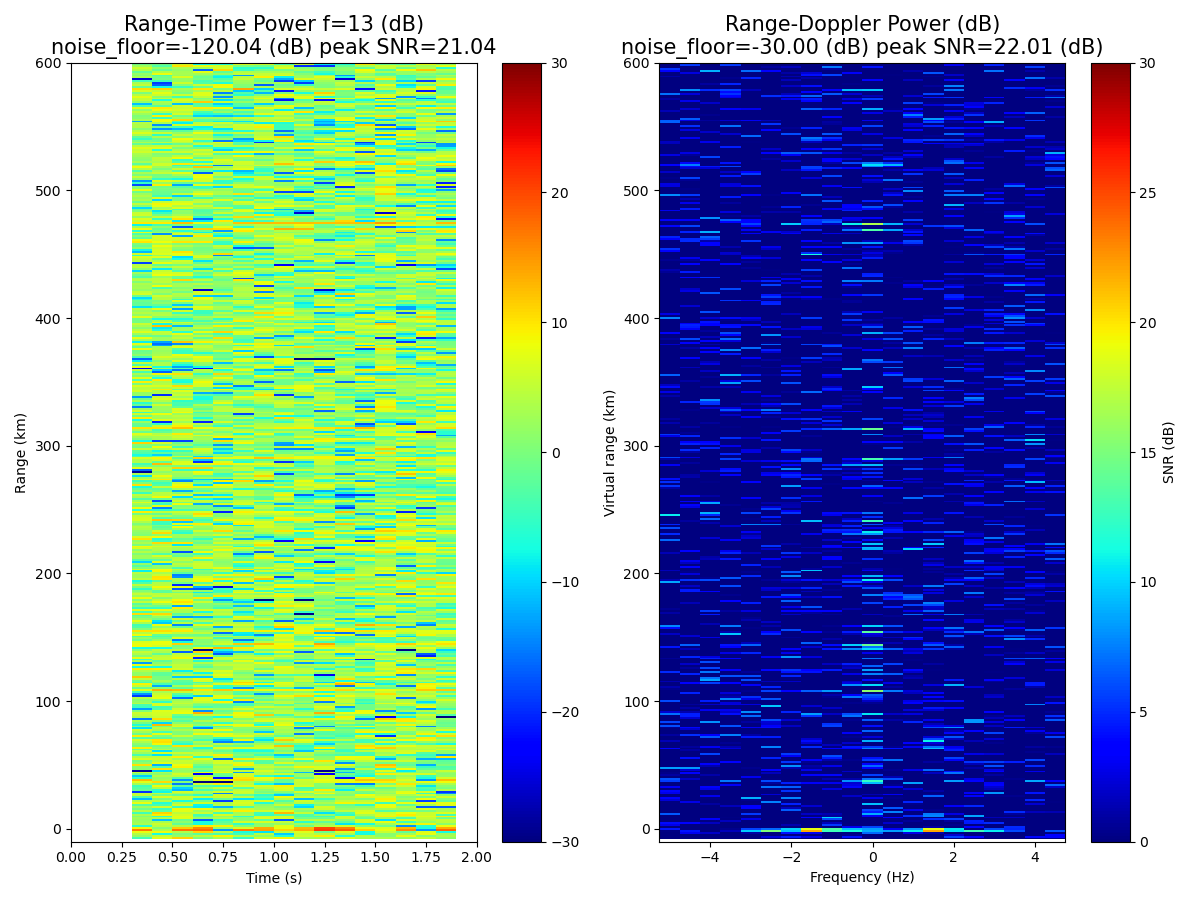 Range-Time Power f=13 (dB)
noise_floor=-120.04 (dB) peak SNR=21.04
600
500
400
300
200
100
0
Range (km)
0.00 0.25 0.50 0.75 1.00 1.25 1.50 1.75 2.00
Time (s)
30
20
10
0
−10
−20
−30
Range-Doppler Power (dB)
noise_floor=-30.00 (dB) peak SNR=22.01 (dB)
600
500
400
300
200
100
0
Virtual range (km)
−4 −2 0 2 4
Frequency (Hz)
30
25
20
15
10
5
0
SNR (dB)